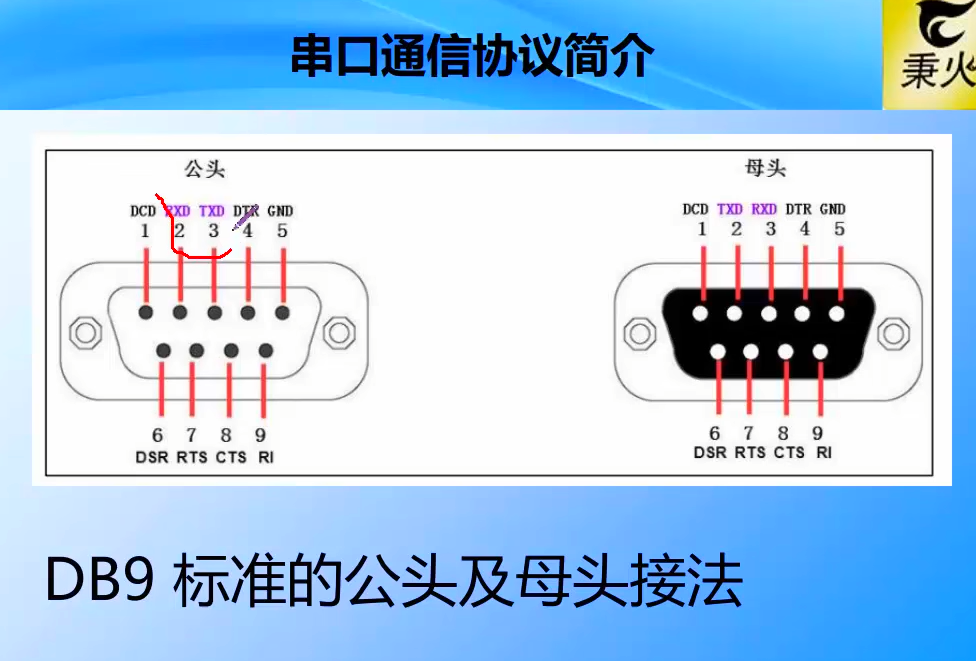 串口通信协议简介
秉火
公头
母头
DCD RXD TXD DTR GND
1 2 3 4 5
DCD TXD RXD DTR GND
1 2 3 4 5
6 7 8 9
DSR RTS CTS RI
6 7 8 9
DSR RTS CTS RI
DB9 标准的公头及母头接法